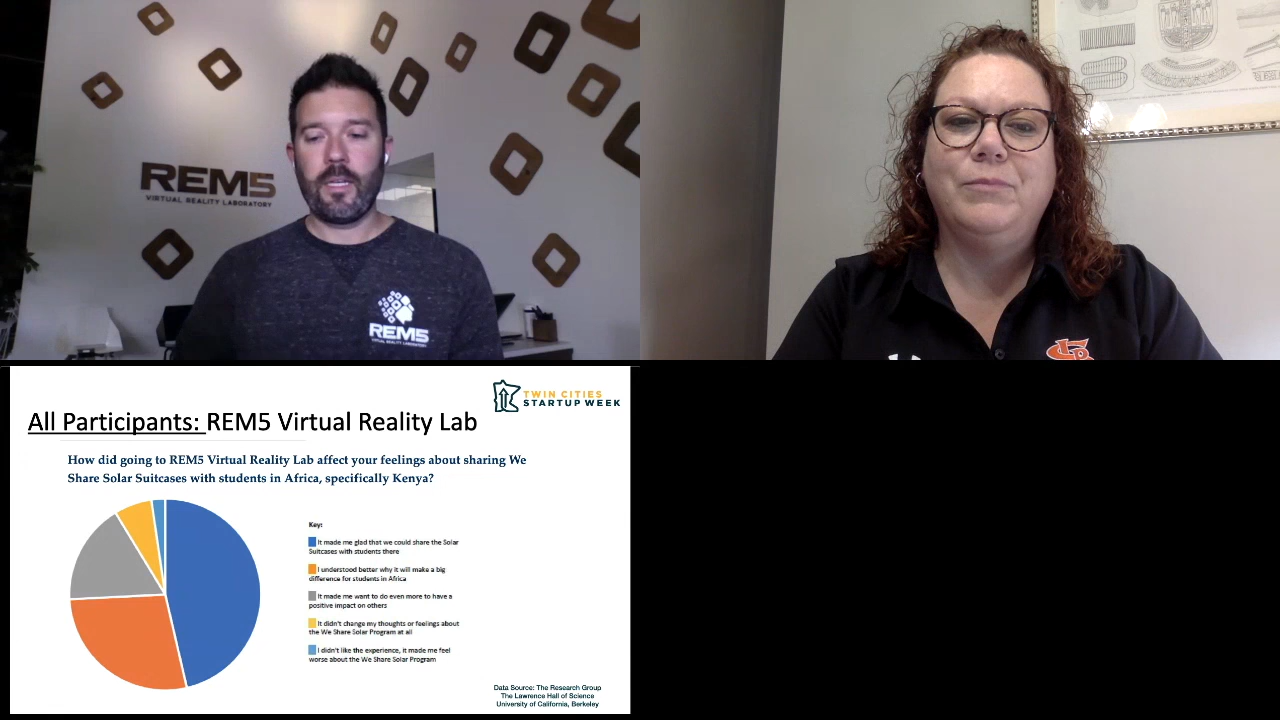 REM5
VIRTUAL REALITY LABORATORY
REM5
VIRTUAL REALITY LABORATORY
TWIN CITIES
STARTUP WEEK
All Participants: REM5 Virtual Reality Lab
How did going to REM5 Virtual Reality Lab affect your feelings about sharing We
Share Solar Suitcases with students in Africa, specifically Kenya?
Key:
It made me glad that we could share the Solar
Suitcases with students there
I understood better why it will make a big
difference for students in Africa
It made me want to do even more to have a
positive impact on others
It didn't change my thoughts or feelings about
the We Share Solar Program at all
I didn't like the experience, it made me feel
worse about the We Share Solar Program
Data Source: The Research Group
The Lawrence Hall of Science
University of California, Berkeley